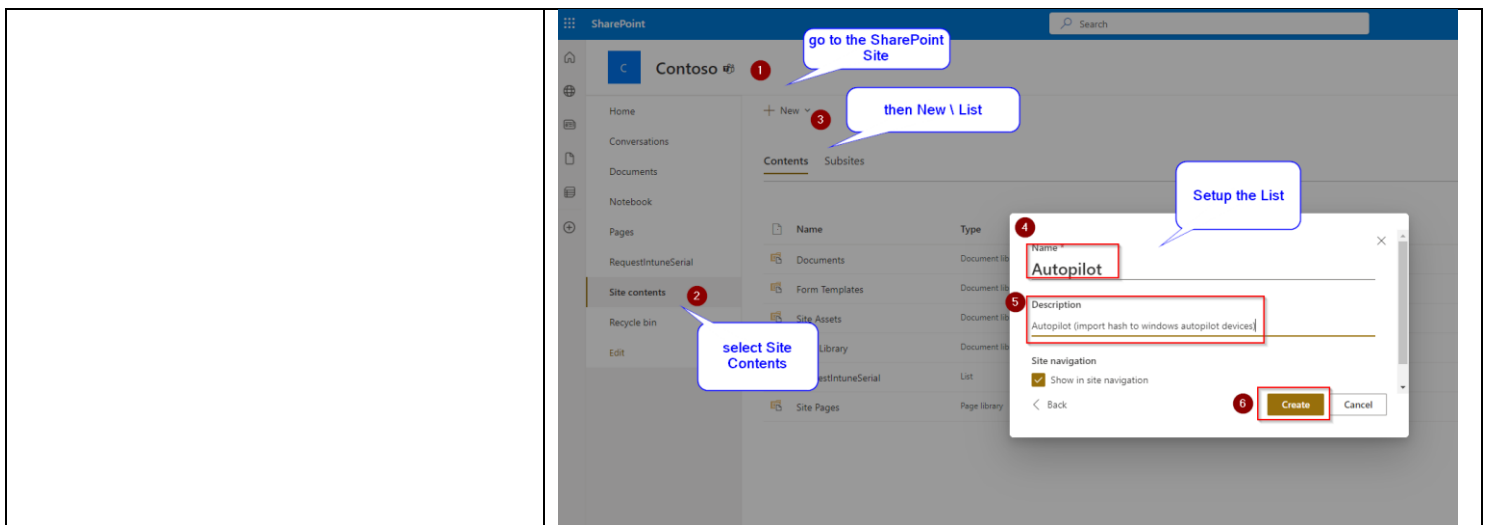 SharePoint
Search
go to the SharePoint
Site
C
Contoso
1
Home
Conversations
Documents
Notebook
Pages
RequestIntuneSerial
Site contents
2
Recycle bin
Edit
select Site
Contents
New
3
then New \ List
Contents Subsites
Name Type
Documents Document lib
Form Templates Document lib
Site Assets Document lib
Library Document lib
estIntuneSerial List
Site Pages Page library
Setup the List
4
Name *
Autopilot
5
Description
Autopilot (import hash to windows autopilot devices)
Site navigation
Show in site navigation
Back
6
Create
Cancel